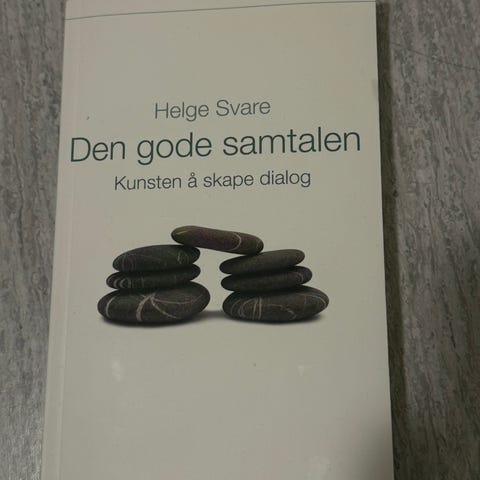 Helge Svare
Den gode samtalen
Kunsten å skape dialog